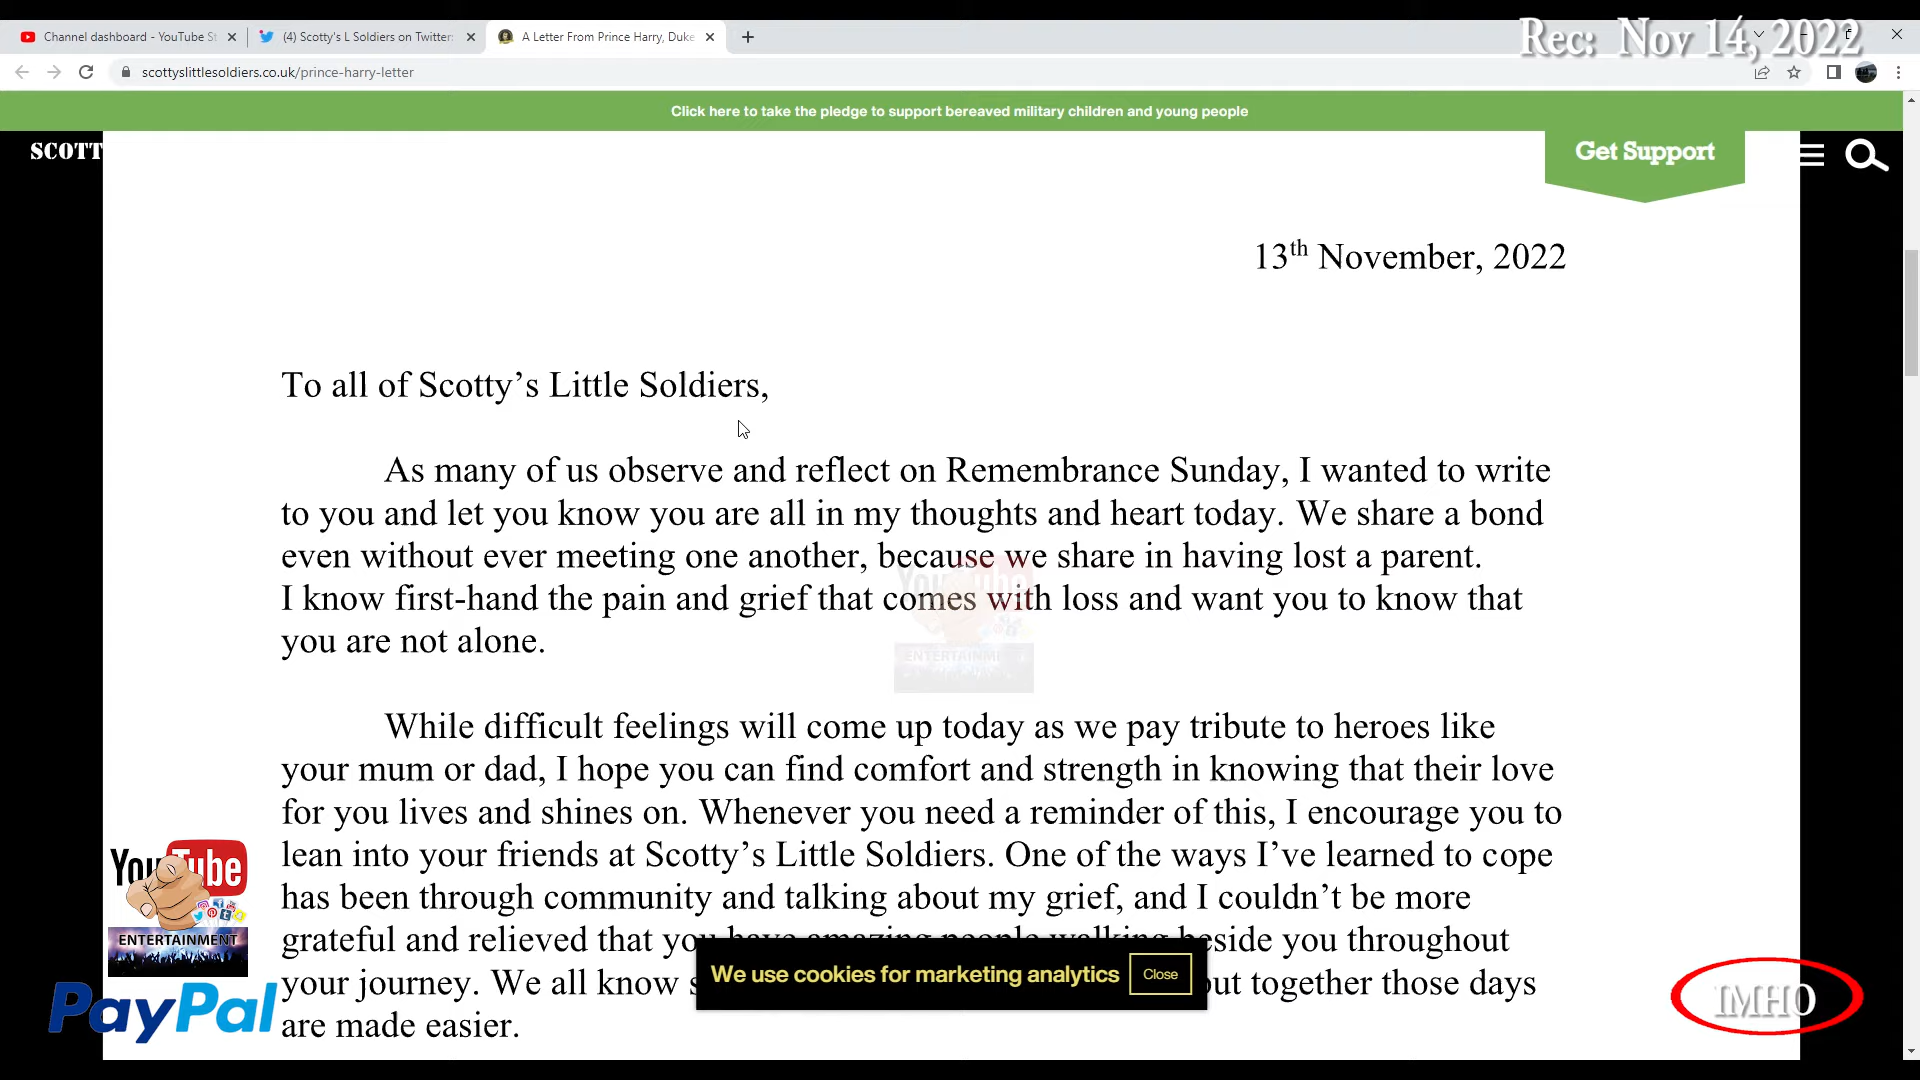 Channel dashboard - YouTube St
(4) Scotty's L Soldiers on Twitter:
A Letter From Prince Harry, Duke
Rec: Nov 14, 2022
scottyslittlesoldiers.co.uk/prince-harry-letter
Click here to take the pledge to support bereaved military children and young people
SCOTT
Get Support
13th November, 2022
To all of Scotty’s Little Soldiers,
As many of us observe and reflect on Remembrance Sunday, I wanted to write
to you and let you know you are all in my thoughts and heart today. We share a bond
even without ever meeting one another, because we share in having lost a parent.
I know first-hand the pain and grief that comes with loss and want you to know that
you are not alone.
While difficult feelings will come up today as we pay tribute to heroes like
your mum or dad, I hope you can find comfort and strength in knowing that their love
for you lives and shines on. Whenever you need a reminder of this, I encourage you to
lean into your friends at Scotty’s Little Soldiers. One of the ways I’ve learned to cope
has been through community and talking about my grief, and I couldn’t be more
grateful and relieved that you have amazing people walking beside you throughout
your journey. We all know s
but together those days
are made easier.
We use cookies for marketing analytics
Close
YouTube
ENTERTAINMENT
PayPal
IMHO
YouTube
ENTERTAINMENT